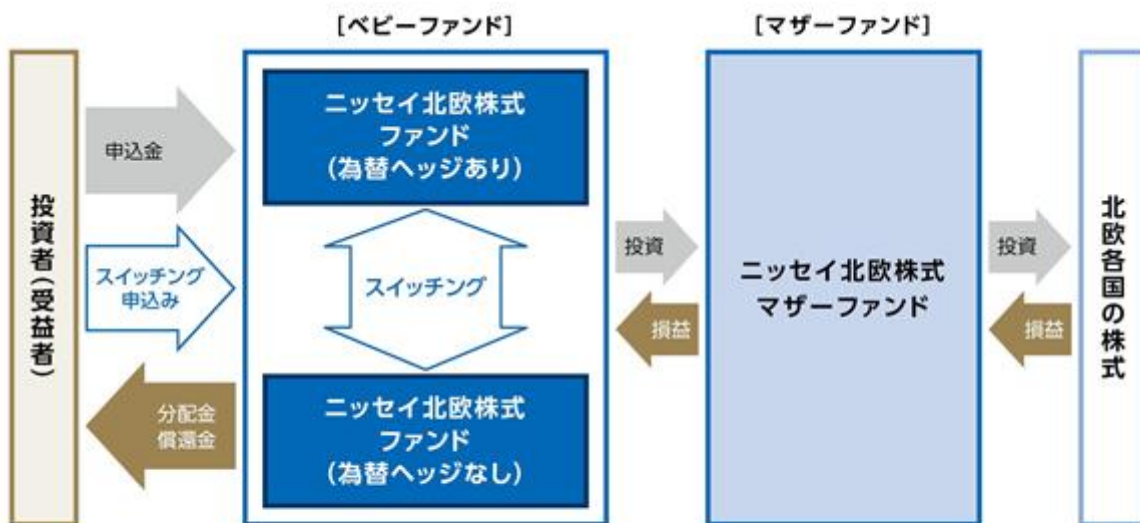 [ベビーファンド]
[マザーファンド]
投資者（受益者）
申込金
スイッチング
申込み
分配金
償還金
ニッセイ北欧株式
ファンド
（為替ヘッジあり）
スイッチング
ニッセイ北欧株式
ファンド
（為替ヘッジなし）
投資
損益
ニッセイ北欧株式
マザーファンド
投資
損益
北欧各国の株式